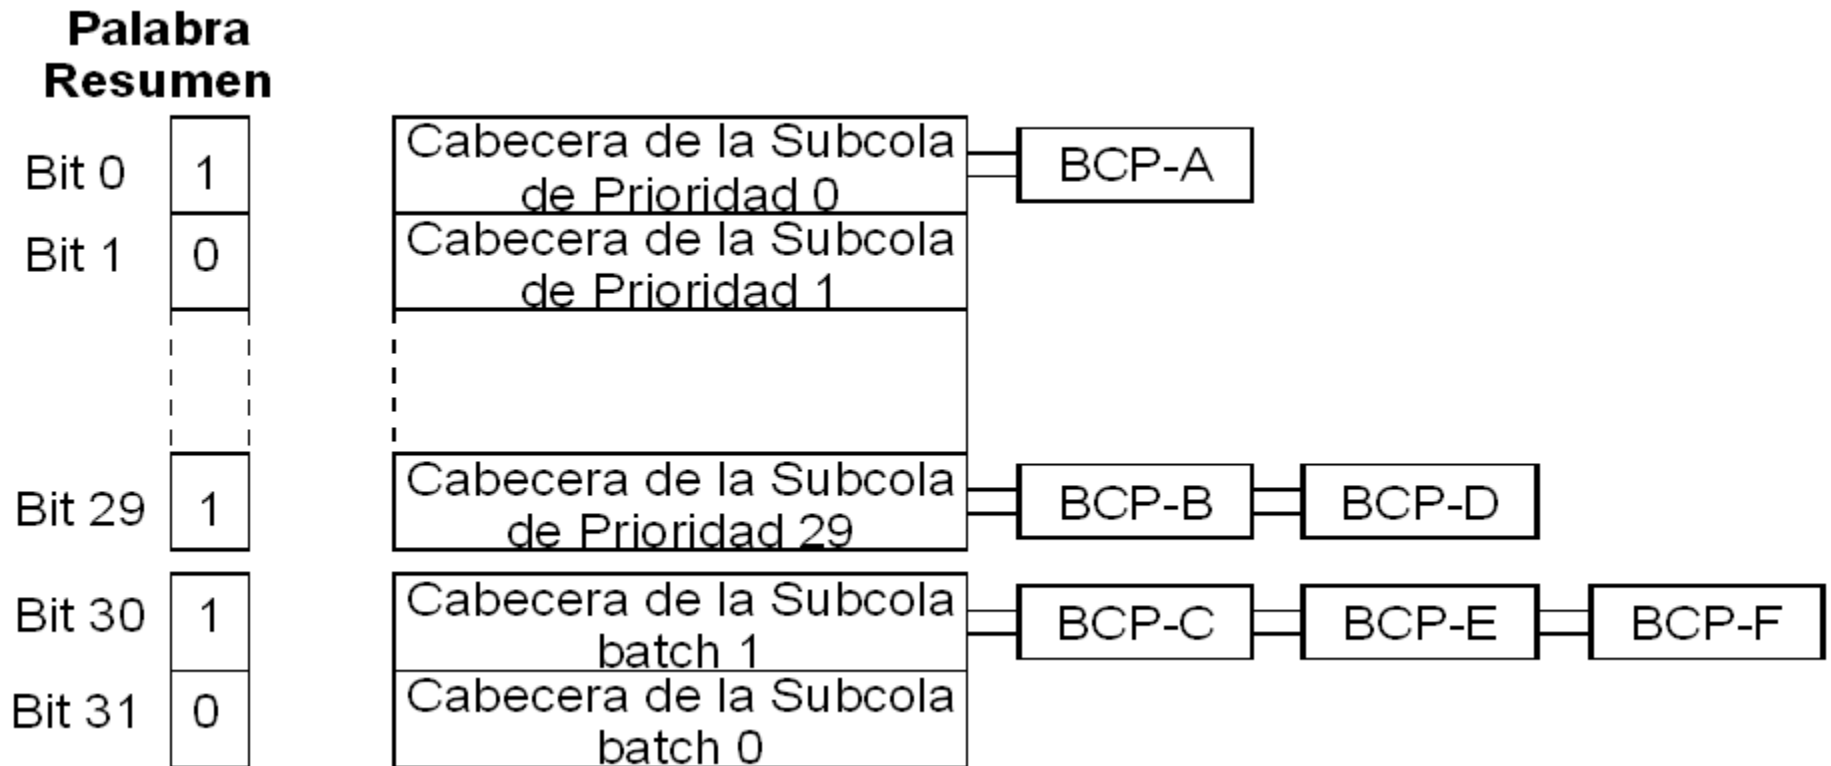 Palabra
Resumen
Bit 0
1
Cabecera de la Subcola
de Prioridad 0
BCP-A
Bit 1
0
Cabecera de la Subcola
de Prioridad 1
Bit 29
1
Cabecera de la Subcola
de Prioridad 29
BCP-B
BCP-D
Bit 30
1
Cabecera de la Subcola
batch 1
BCP-C
BCP-E
BCP-F
Bit 31
0
Cabecera de la Subcola
batch 0